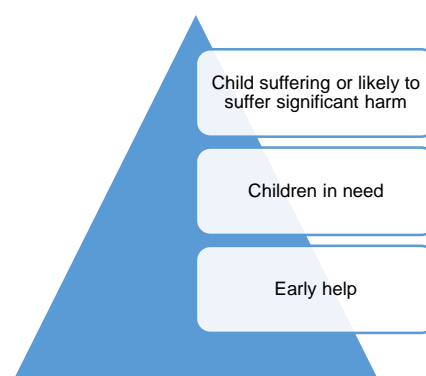 Child suffering or likely to
suffer significant harm
Children in need
Early help